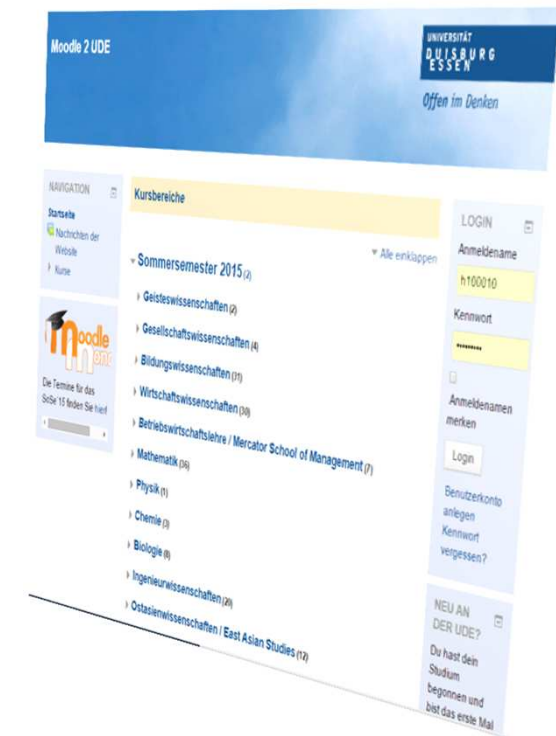 Moodle 2 UDE
UNIVERSITÄT
DUISBURG
ESSEN
Offen im Denken
NAVIGATION
Startseite
Nachrichten der
Website
Kurse
moodle
Die Termine für das
SoSe 15 finden Sie hier!
Kursbereiche
Alle einklappen
Sommersemester 2015 (2)
Geisteswissenschaften (2)
Gesellschaftswissenschaften (4)
Bildungswissenschaften (31)
Wirtschaftswissenschaften (30)
Betriebswirtschaftslehre / Mercator School of Management (7)
Mathematik (36)
Physik (1)
Chemie (3)
Biologie (8)
Ingenieurwissenschaften (20)
Ostasienwissenschaften / East Asian Studies (12)
LOGIN
Anmeldename
h100010
Kennwort
Anmeldenamen
merken
Login
Benutzerkonto
anlegen
Kennwort
vergessen?
NEU AN
DER UDE?
Du hast dein
Studium
begonnen und
bist das erste Mal